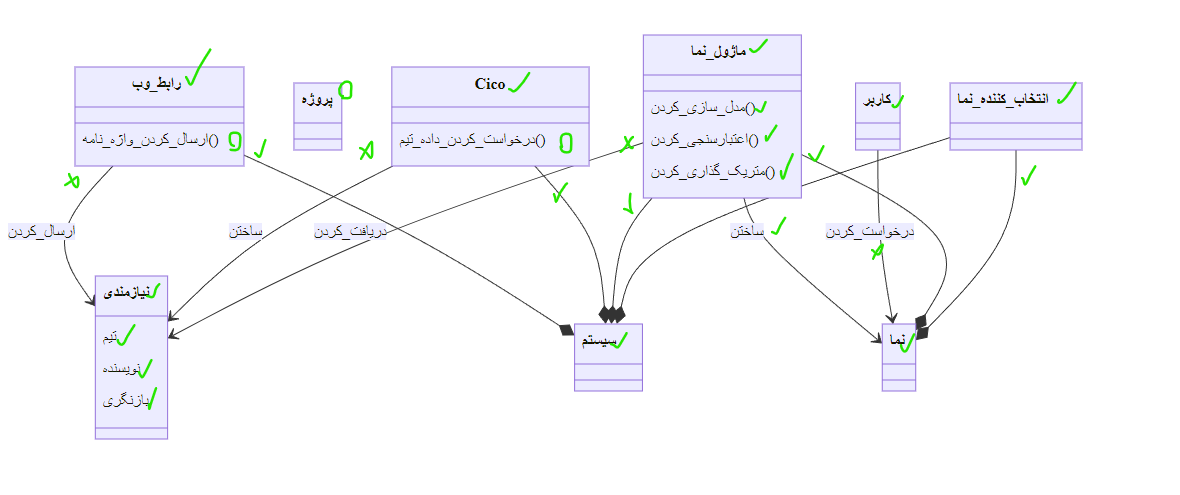 رابط_وب
ارسال_کردن_واژه_نامه()
پروژه
Cico
درخواست_کردن_داده_تیم()
ماژول_نما
مدل_سازی_کردن()
اعتبارسنجی_کردن()
متریک_گذاری_کردن()
کاربر
انتخاب_کننده_نما
ارسال_کردن
ساختن
دریافت_کردن
ساختن
درخواست_کردن
نیازمندی
تیم
نویسنده
بازنگری
سیستم
نما